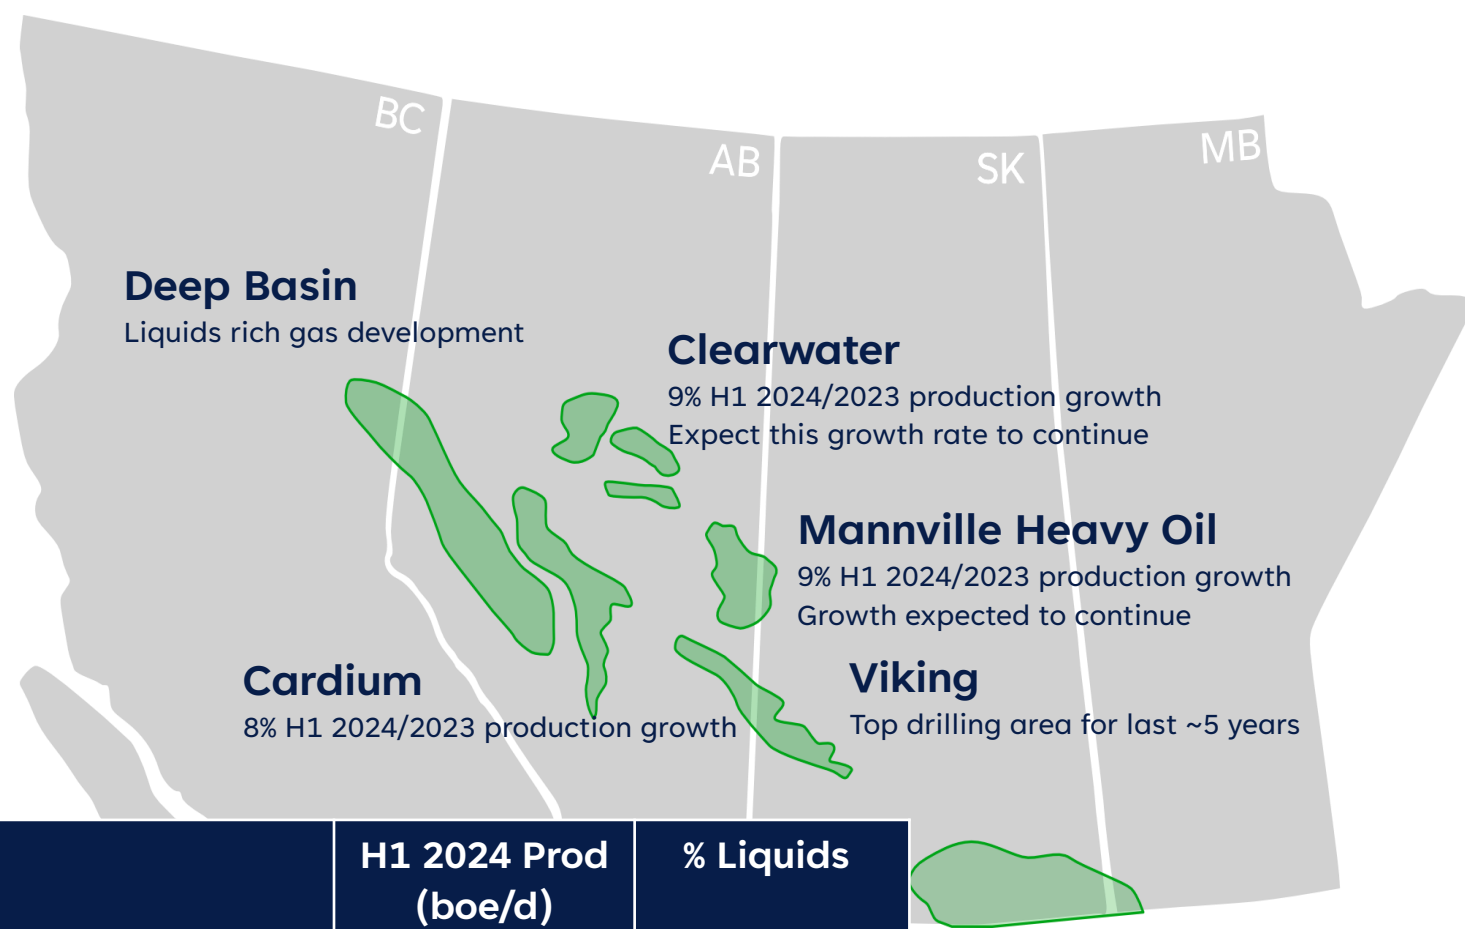 BC
AB
SK
MB
Deep Basin
Liquids rich gas development
Clearwater
9% H1 2024/2023 production growth
Expect this growth rate to continue
Mannville Heavy Oil
9% H1 2024/2023 production growth
Growth expected to continue
Cardium
8% H1 2024/2023 production growth
Viking
Top drilling area for last ~5 years
H1 2024 Prod
(boe/d)
% Liquids